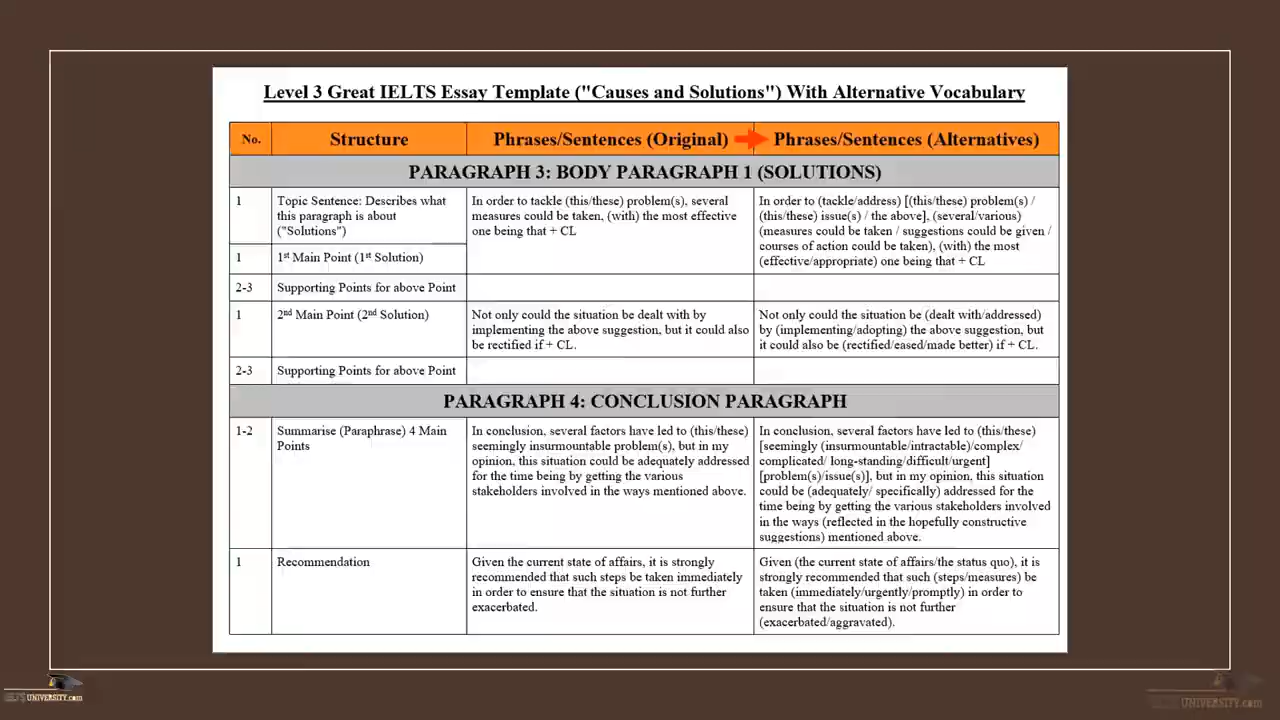 Level 3 Great IELTS Essay Template ("Causes and Solutions") With Alternative Vocabulary
No. Structure Phrases/Sentences (Original) Phrases/Sentences (Alternatives)
PARAGRAPH 3: BODY PARAGRAPH 1 (SOLUTIONS)
1
Topic Sentence: Describes what
this paragraph is about
("Solutions")
1
1st Main Point (1st Solution)
In order to tackle (this/these) problem(s), several
measures could be taken, (with) the most effective
one being that + CL
In order to (tackle/address) [(this/these) problem(s) /
(this/these) issue(s) / the above], (several/various)
(measures could be taken / suggestions could be given /
courses of action could be taken), (with) the most
(effective/appropriate) one being that + CL
2-3
Supporting Points for above Point
1
2nd Main Point (2nd Solution)
Not only could the situation be dealt with by
implementing the above suggestion, but it could also
be rectified if + CL.
Not only could the situation be (dealt with/addressed)
by (implementing/adopting) the above suggestion, but
it could also be (rectified/eased/made better) if + CL.
2-3
Supporting Points for above Point
PARAGRAPH 4: CONCLUSION PARAGRAPH
1-2
Summarise (Paraphrase) 4 Main
Points
In conclusion, several factors have led to (this/these)
seemingly insurmountable problem(s), but in my
opinion, this situation could be adequately addressed
for the time being by getting the various
stakeholders involved in the ways mentioned above.
In conclusion, several factors have led to (this/these)
[seemingly (insurmountable/intractable)/complex/
complicated/ long-standing/difficult/urgent]
[problem(s)/issue(s)], but in my opinion, this situation
could be (adequately/ specifically) addressed for the
time being by getting the various stakeholders involved
in the ways (reflected in the hopefully constructive
suggestions) mentioned above.
1
Recommendation
Given the current state of affairs, it is strongly
recommended that such steps be taken immediately
in order to ensure that the situation is not further
exacerbated.
Given (the current state of affairs/the status quo), it is
strongly recommended that such (steps/measures) be
taken (immediately/urgently/promptly) in order to
ensure that the situation is not further
(exacerbated/aggravated).
IELTS UNIVERSITY.com
IELTS UNIVERSITY.com